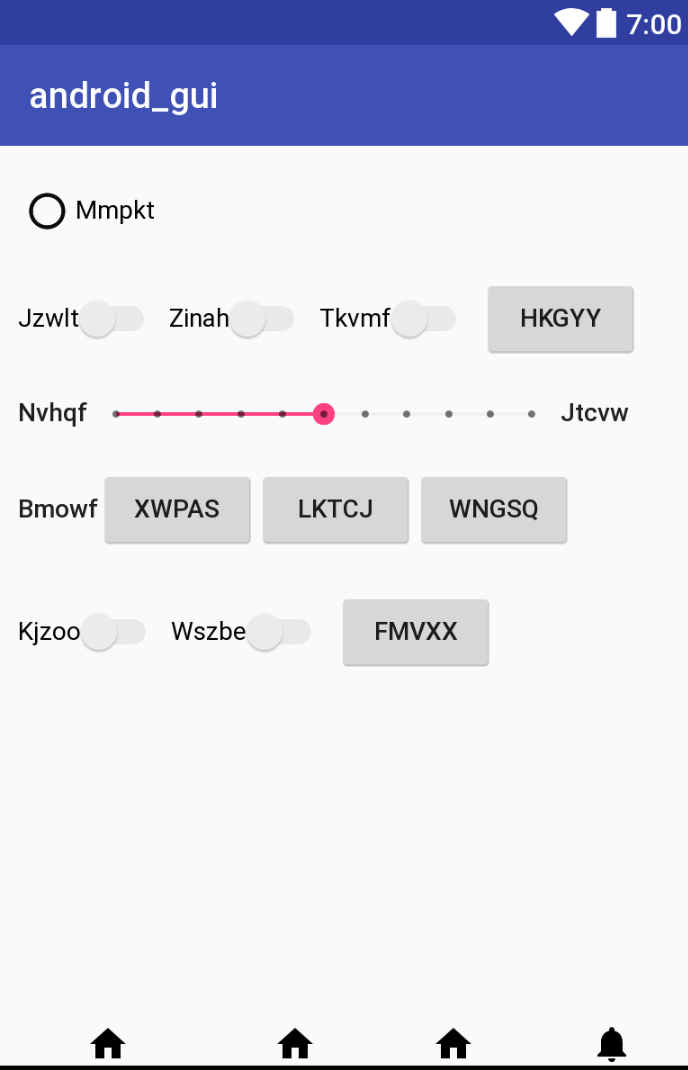 7:00
android_gui
Mmpkt
Jzwlt Zinah Tkvmf HKGYY
Nvhqf Jtcvw
Bmowf XWPAS LKTCJ WNGSQ
Kjzoo Wszbe FMVXX